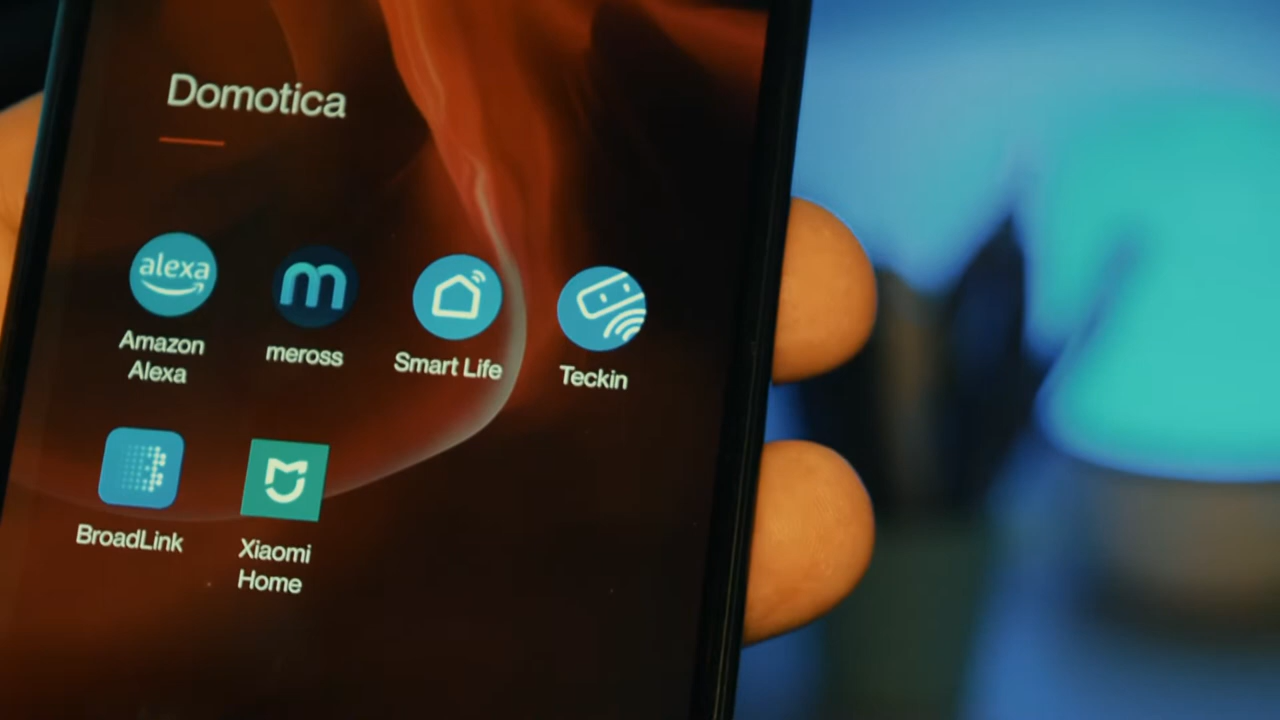 Domotica
alexa
Amazon
Alexa
meross
Smart Life
Teckin
BroadLink
Xiaomi
Home